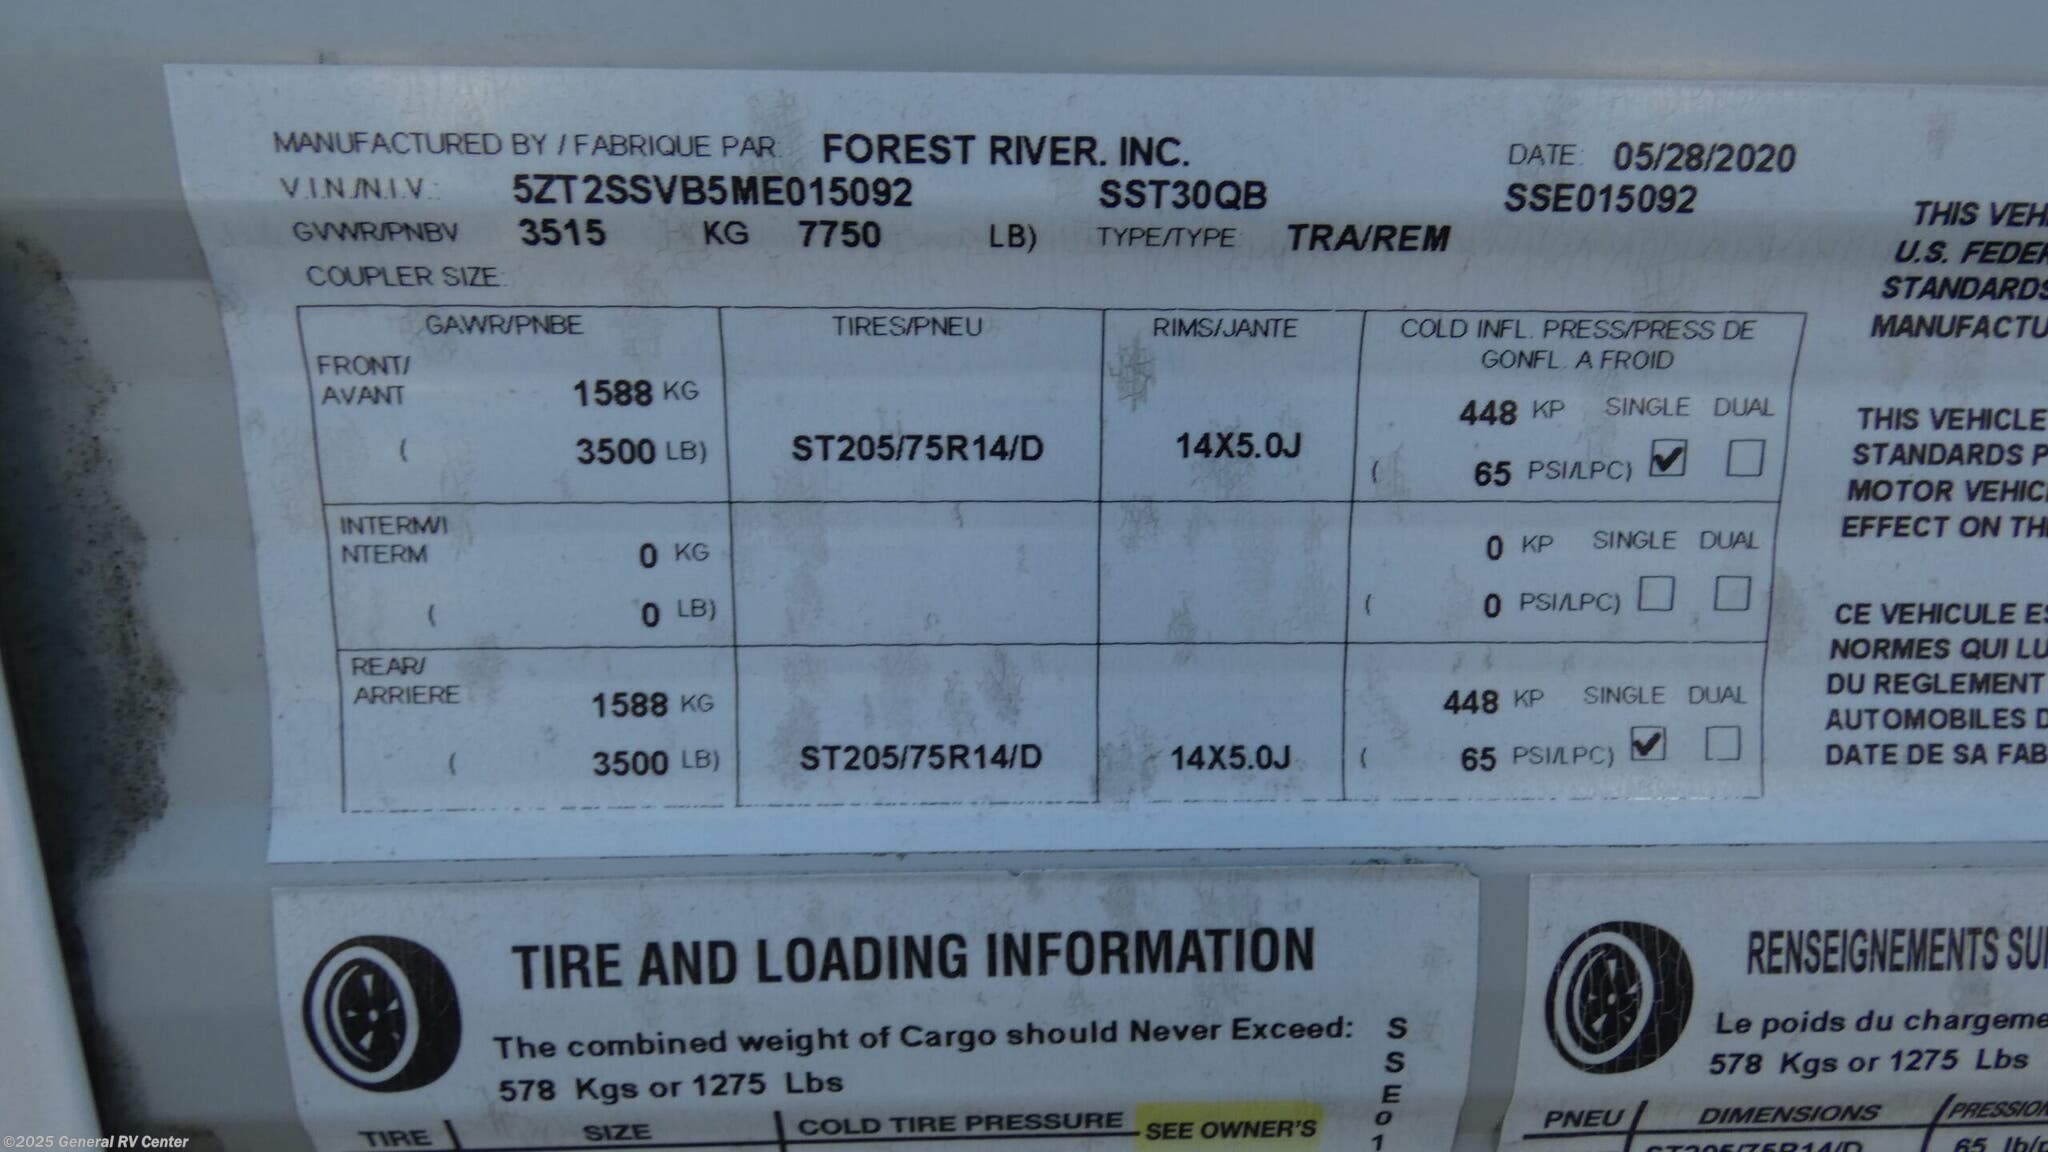 MANUFACTURED BY / FABRIQUE PAR: FOREST RIVER. INC. DATE: 05/28/2020
V.I.N./N.I.V.: 5ZT2SSVB5ME015092 SST30QB SSE015092
GVWR/PNBV 3515 KG 7750 LB) TYPE/TYPE TRA/REM
COUPLER SIZE:
GAWR/PNBE TIRES/PNEU RIMS/JANTE COLD INFL. PRESS/PRESS DE
GONFL. A FROID
FRONT/
AVANT 1588 KG 448 KP SINGLE DUAL
( 3500 LB) ST205/75R14/D 14X5.0J ( 65 PSI/LPC)
INTERM/I
NTERM 0 KG 0 KP SINGLE DUAL
( 0 LB) ( 0 PSI/LPC)
REAR/
ARRIERE 1588 KG 448 KP SINGLE DUAL
( 3500 LB) ST205/75R14/D 14X5.0J ( 65 PSI/LPC)
THIS VEH
U.S. FEDER
STANDARDS
MANUFACTU
THIS VEHICLE
STANDARDS P
MOTOR VEHIC
EFFECT ON TH
CE VEHICULE ES
NORMES QUI LU
DU REGLEMENT
AUTOMOBILES D
DATE DE SA FAB
TIRE AND LOADING INFORMATION
The combined weight of Cargo should Never Exceed:
578 Kgs or 1275 Lbs
TIRE SIZE COLD TIRE PRESSURE SEE OWNER'S
S
S
E
0
1
RENSEIGNEMENTS SU
Le poids du chargeme
578 Kgs or 1275 Lbs
PNEU DIMENSIONS PRESSION
ST205/75R14/D 65 lb/p
©2025 General RV Center